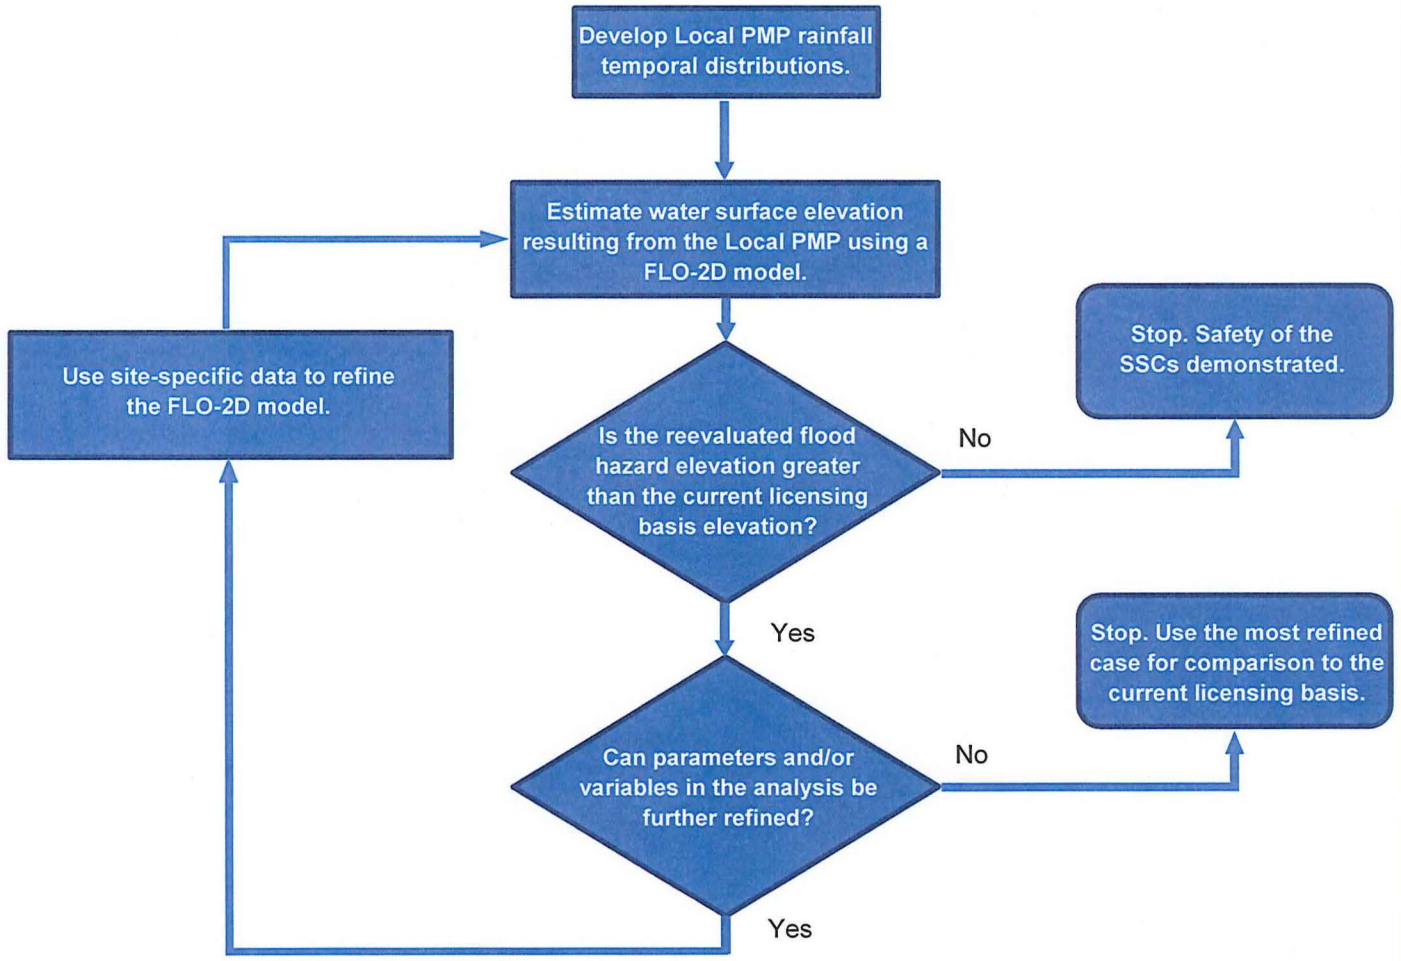 Develop Local PMP rainfall
temporal distributions.
Estimate water surface elevation
resulting from the Local PMP using a
FLO-2D model.
Use site-specific data to refine
the FLO-2D model.
Stop. Safety of the
SSCs demonstrated.
Is the reevaluated flood
hazard elevation greater
than the current licensing
basis elevation?
No
Yes
Stop. Use the most refined
case for comparison to the
current licensing basis.
Can parameters and/or
variables in the analysis be
further refined?
No
Yes